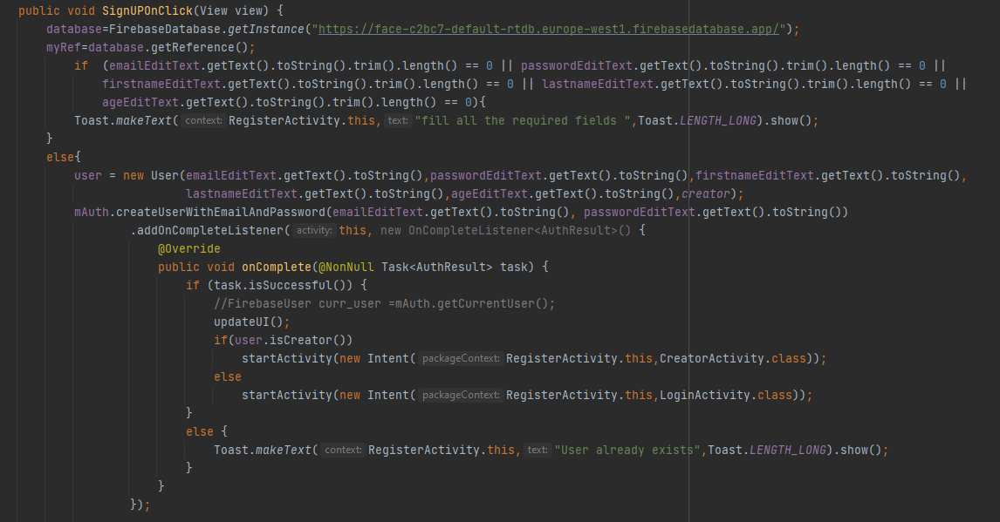 public void SignUPOnClick(View view) {
database=FirebaseDatabase.getInstance("https://face-c2bc7-default-rtdb.europe-west1.firebasedatabase.app/");
myRef=database.getReference();
if  (emailEditText.getText().toString().trim().length() == 0 || passwordEditText.getText().toString().trim().length() == 0 ||
firstnameEditText.getText().toString().trim().length() == 0 || lastnameEditText.getText().toString().trim().length() == 0 ||
ageEditText.getText().toString().trim().length() == 0){
Toast.makeText( context: RegisterActivity.this, text: "fill all the required fields ",Toast.LENGTH_LONG).show();
}
else{
user = new User(emailEditText.getText().toString(),passwordEditText.getText().toString(),firstnameEditText.getText().toString(),
lastnameEditText.getText().toString(),ageEditText.getText().toString(),creator);
mAuth.createUserWithEmailAndPassword(emailEditText.getText().toString(), passwordEditText.getText().toString())
.addOnCompleteListener( activity: this, new OnCompleteListener<AuthResult>() {
@Override
public void onComplete(@NonNull Task<AuthResult> task) {
if (task.isSuccessful()) {
//FirebaseUser curr_user =mAuth.getCurrentUser();
updateUI();
if(user.isCreator())
startActivity(new Intent( packageContext: RegisterActivity.this,CreatorActivity.class));
else
startActivity(new Intent( packageContext: RegisterActivity.this,LoginActivity.class));
}
else {
Toast.makeText( context: RegisterActivity.this, text: "User already exists",Toast.LENGTH_LONG).show();
}
}
});